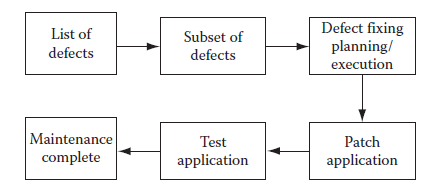 List of
defects
Subset of
defects
Defect fixing
planning/
execution
Maintenance
complete
Test
application
Patch
application